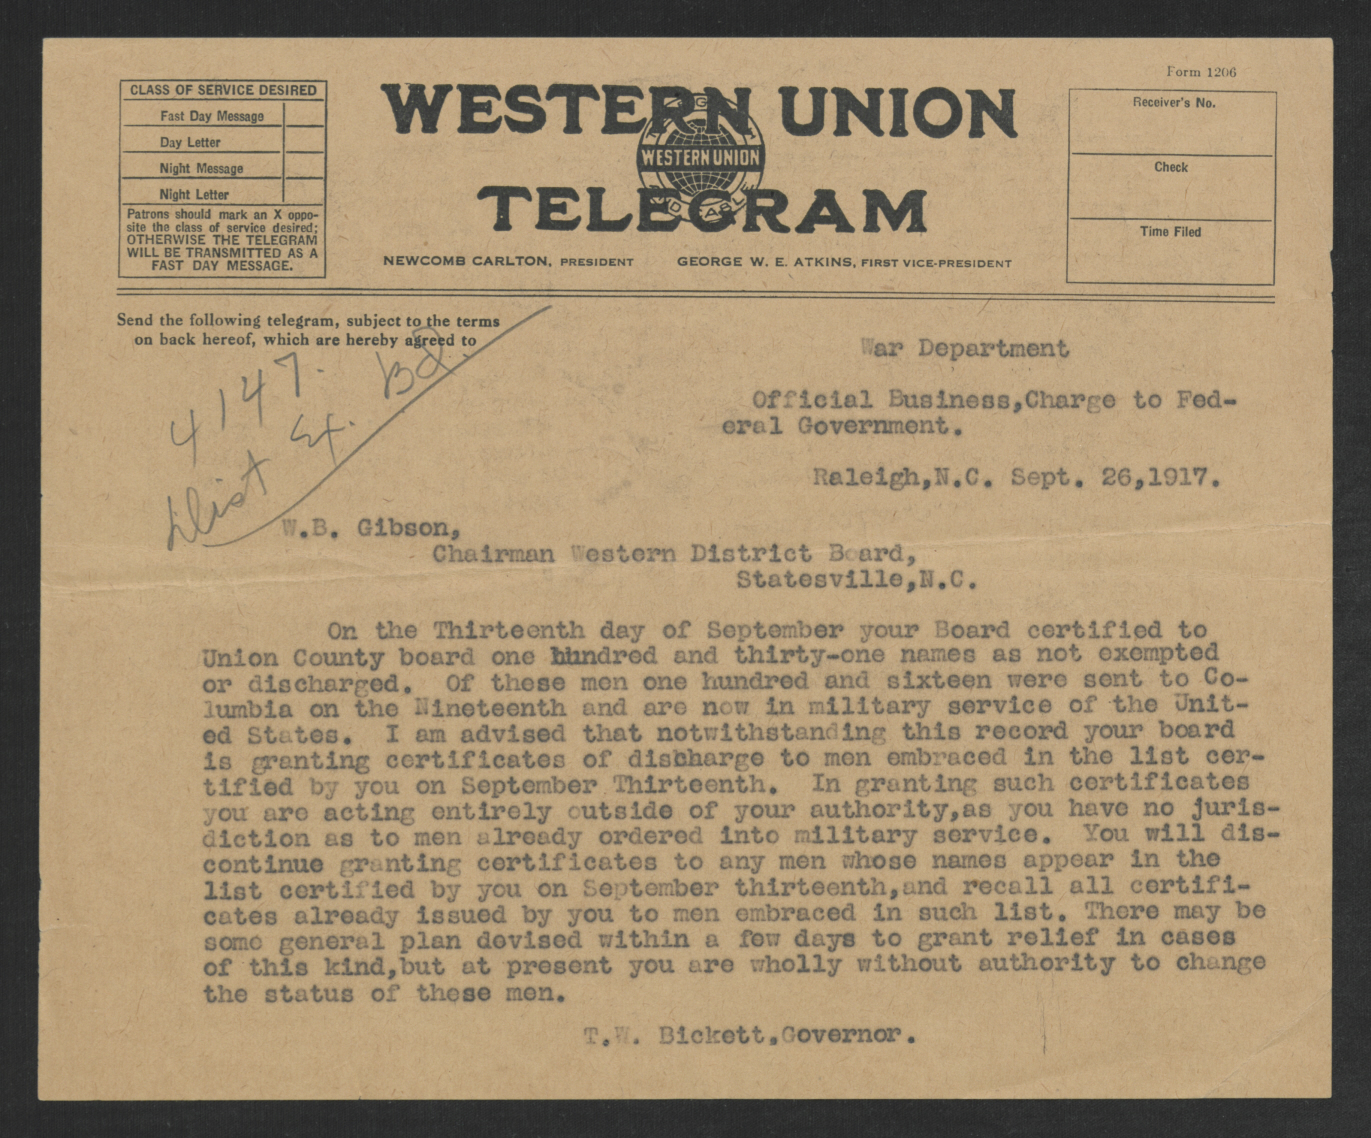 Form 1206
CLASS OF SERVICE DESIRED
Fast Day Message
Day Letter
Night Message
Night Letter
Patrons should mark an X oppo-
site the class of service desired;
OTHERWISE THE TELEGRAM
WILL BE TRANSMITTED AS A
FAST DAY MESSAGE.
WESTERN UNION
WESTERN UNION
TELEGRAM
NEWCOMB CARLTON, PRESIDENT GEORGE W. E. ATKINS, FIRST VICE-PRESIDENT
Receiver's No.
Check
Time Filed
Send the following telegram, subject to the terms
on back hereof, which are hereby agreed to
4147.
Dist Ex. Bd.
War Department
Official Business,Charge to Fed-
eral Government.
Raleigh,N.C. Sept. 26,1917.
W.B. Gibson,
Chairman Western District Board,
Statesville,N.C.
On the Thirteenth day of September your Board certified to
Union County board one hundred and thirty-one names as not exempted
or discharged. Of these men one hundred and sixteen were sent to Co-
lumbia on the Nineteenth and are now in military service of the Unit-
ed States. I am advised that notwithstanding this record your board
is granting certificates of discharge to men embraced in the list cer-
tified by you on September Thirteenth. In granting such certificates
you are acting entirely outside of your authority,as you have no juris-
diction as to men already ordered into military service. You will dis-
continue granting certificates to any men whose names appear in the
list certified by you on September thirteenth,and recall all certifi-
cates already issued by you to men embraced in such list. There may be
some general plan devised within a few days to grant relief in cases
of this kind,but at present you are wholly without authority to change
the status of these men.
T.W. Bickett,Governor.